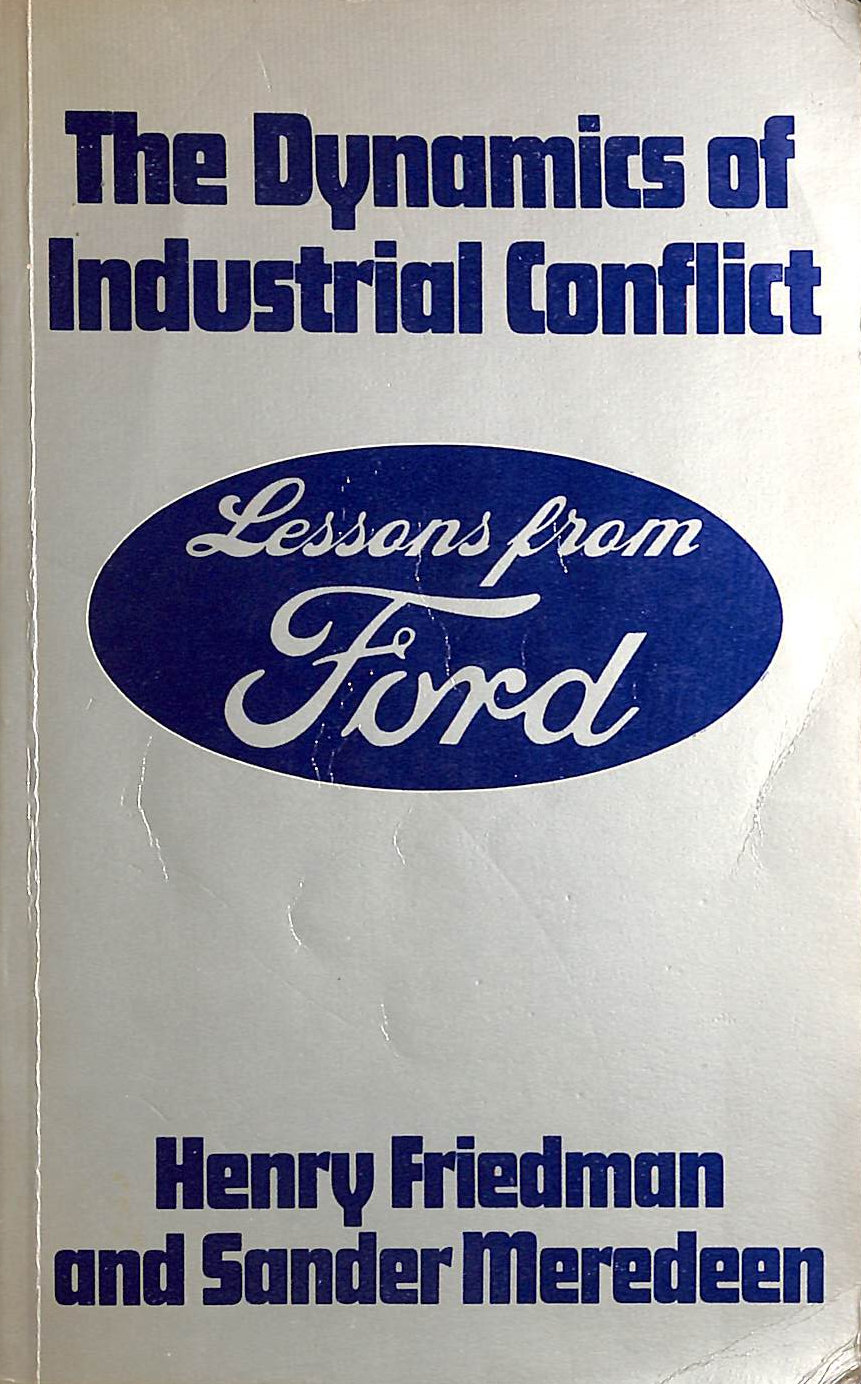 The Dynamics of
Industrial Conflict
Lessons from
Ford
Henry Friedman
and Sander Meredeen